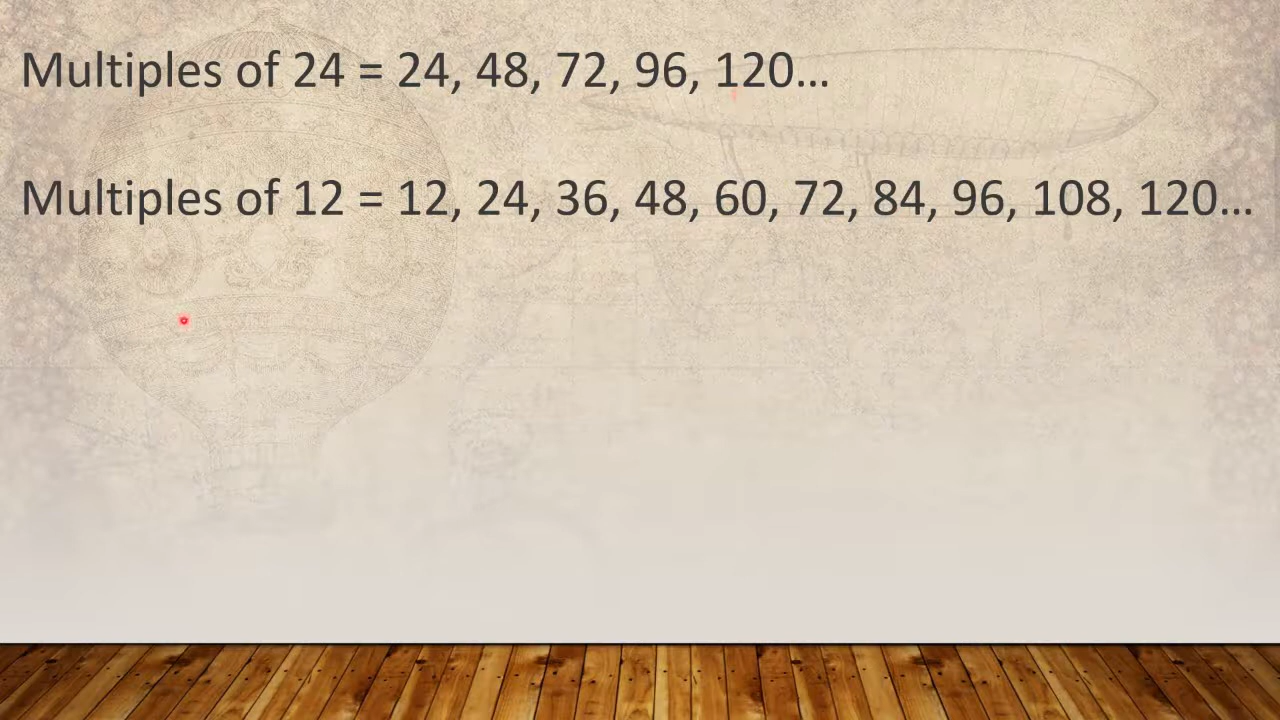 Multiples of 24 = 24, 48, 72, 96, 120...
Multiples of 12 = 12, 24, 36, 48, 60, 72, 84, 96, 108, 120...